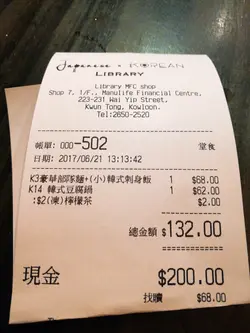 Japanese × KOREAN
LIBRARY
Library MFC shop
Shop 7, 1/F., Manulife Financial Centre,
223-231 Wai Yip Street,
Kwun Tong, Kowloon.
Tel:2650-2520
帳單: 000-502 堂食
日期: 2017/06/21 13:13:42
K3豪華部隊麵+(小)韓式刺身飯 1 $68.00
K14 韓式豆腐鍋 1 $62.00
:$2(凍)檸檬茶 $2.00
總金額 $132.00
現金 $200.00
找贖 $68.00